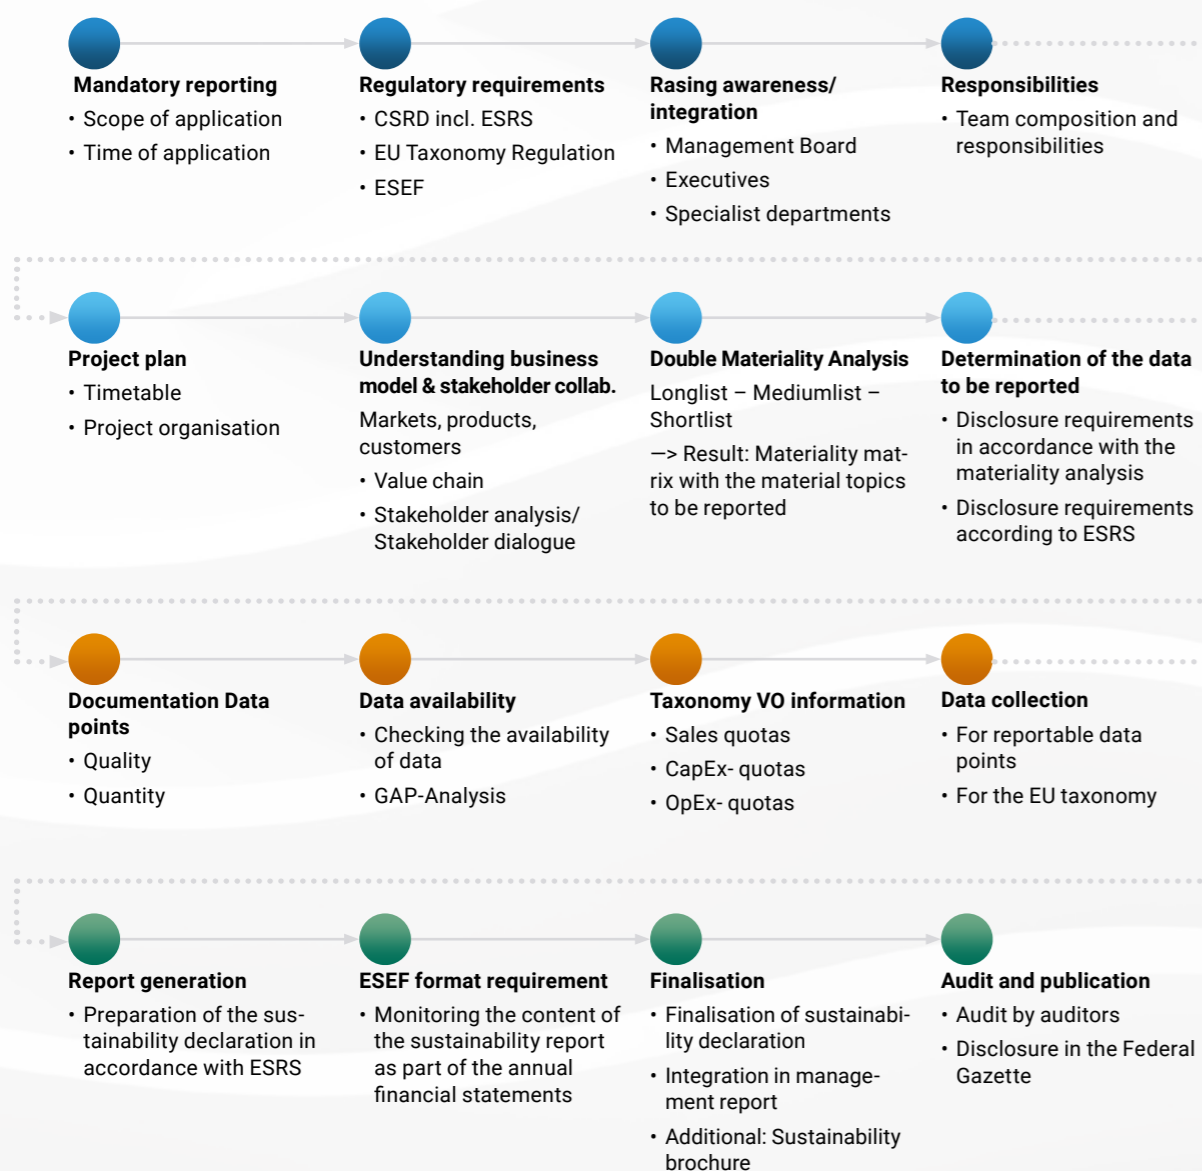 Mandatory reporting
• Scope of application
• Time of application
Regulatory requirements
• CSRD incl. ESRS
• EU Taxonomy Regulation
• ESEF
Rasing awareness/
integration
• Management Board
• Executives
• Specialist departments
Responsibilities
• Team composition and
responsibilities
Project plan
• Timetable
• Project organisation
Understanding business
model & stakeholder collab.
Markets, products,
customers
• Value chain
• Stakeholder analysis/
Stakeholder dialogue
Double Materiality Analysis
Longlist – Mediumlist –
Shortlist
—> Result: Materiality mat-
rix with the material topics
to be reported
Determination of the data
to be reported
• Disclosure requirements
in accordance with the
materiality analysis
• Disclosure requirements
according to ESRS
Documentation Data
points
• Quality
• Quantity
Data availability
• Checking the availability
of data
• GAP-Analysis
Taxonomy VO information
• Sales quotas
• CapEx- quotas
• OpEx- quotas
Data collection
• For reportable data
points
• For the EU taxonomy
Report generation
• Preparation of the sus-
tainability declaration in
accordance with ESRS
ESEF format requirement
• Monitoring the content of
the sustainability report
as part of the annual
financial statements
Finalisation
• Finalisation of sustainabi-
lity declaration
• Integration in manage-
ment report
• Additional: Sustainability
brochure
Audit and publication
• Audit by auditors
• Disclosure in the Federal
Gazette